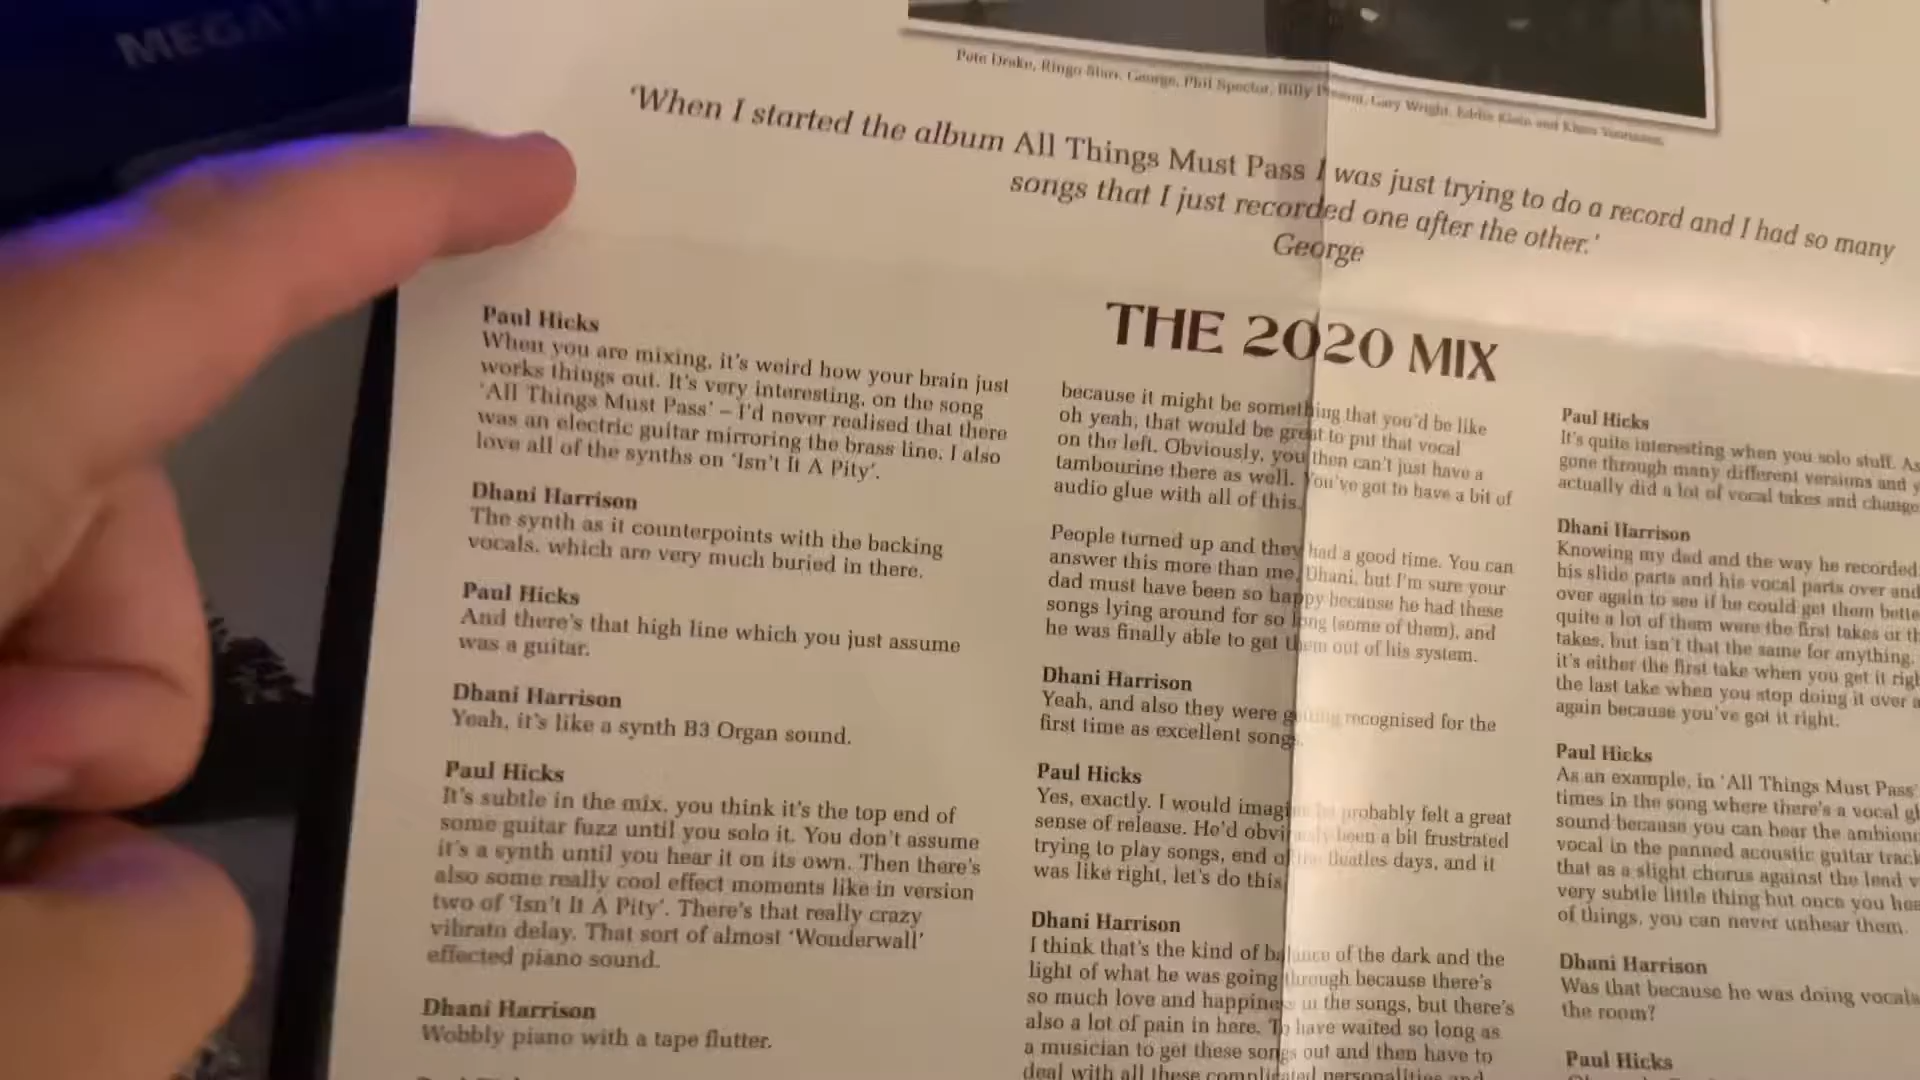 MEGA
Pete Drake, Ringo Starr, George, Phil Spector, Billy Preston, Gary Wright, Eddie Klein and Klaus Voormann.
'When I started the album All Things Must Pass I was just trying to do a record and I had so many
songs that I just recorded one after the other.'
George
THE 2020 MIX
Paul Hicks
When you are mixing, it's weird how your brain just
works things out. It's very interesting, on the song
'All Things Must Pass' – I'd never realised that there
was an electric guitar mirroring the brass line. I also
love all of the synths on 'Isn't It A Pity'.
Dhani Harrison
The synth as it counterpoints with the backing
vocals, which are very much buried in there.
Paul Hicks
And there's that high line which you just assume
was a guitar.
Dhani Harrison
Yeah, it's like a synth B3 Organ sound.
Paul Hicks
It's subtle in the mix, you think it's the top end of
some guitar fuzz until you solo it. You don't assume
it's a synth until you hear it on its own. Then there's
also some really cool effect moments like in version
two of 'Isn't It A Pity'. There's that really crazy
vibrato delay. That sort of almost 'Wonderwall'
effected piano sound.
Dhani Harrison
Wobbly piano with a tape flutter.
because it might be something that you'd be like
oh yeah, that would be great to put that vocal
on the left. Obviously, you then can't just have a
tambourine there as well. You've got to have a bit of
audio glue with all of this.
People turned up and they had a good time. You can
answer this more than me, Dhani, but I'm sure your
dad must have been so happy because he had these
songs lying around for so long (some of them), and
he was finally able to get them out of his system.
Dhani Harrison
Yeah, and also they were getting recognised for the
first time as excellent songs.
Paul Hicks
Yes, exactly. I would imagine he probably felt a great
sense of release. He'd obviously been a bit frustrated
trying to play songs, end of the Beatles days, and it
was like right, let's do this.
Dhani Harrison
I think that's the kind of balance of the dark and the
light of what he was going through because there's
so much love and happiness in the songs, but there's
also a lot of pain in here. To have waited so long as
a musician to get these songs out and then have to
deal with all these complicated personalities and
Paul Hicks
It's quite interesting when you solo stuff. As
gone through many different versions and y
actually did a lot of vocal takes and change
Dhani Harrison
Knowing my dad and the way he recorded
his slide parts and his vocal parts over and
over again to see if he could get them bette
quite a lot of them were the first takes or th
takes, but isn't that the same for anything,
it's either the first take when you get it righ
the last take when you stop doing it over a
again because you've got it right.
Paul Hicks
As an example, in 'All Things Must Pass'
times in the song where there's a vocal gh
sound because you can hear the ambienc
vocal in the panned acoustic guitar track
that as a slight chorus against the lead v
very subtle little thing but once you hea
of things, you can never unhear them.
Dhani Harrison
Was that because he was doing vocals
the room?
Paul Hicks